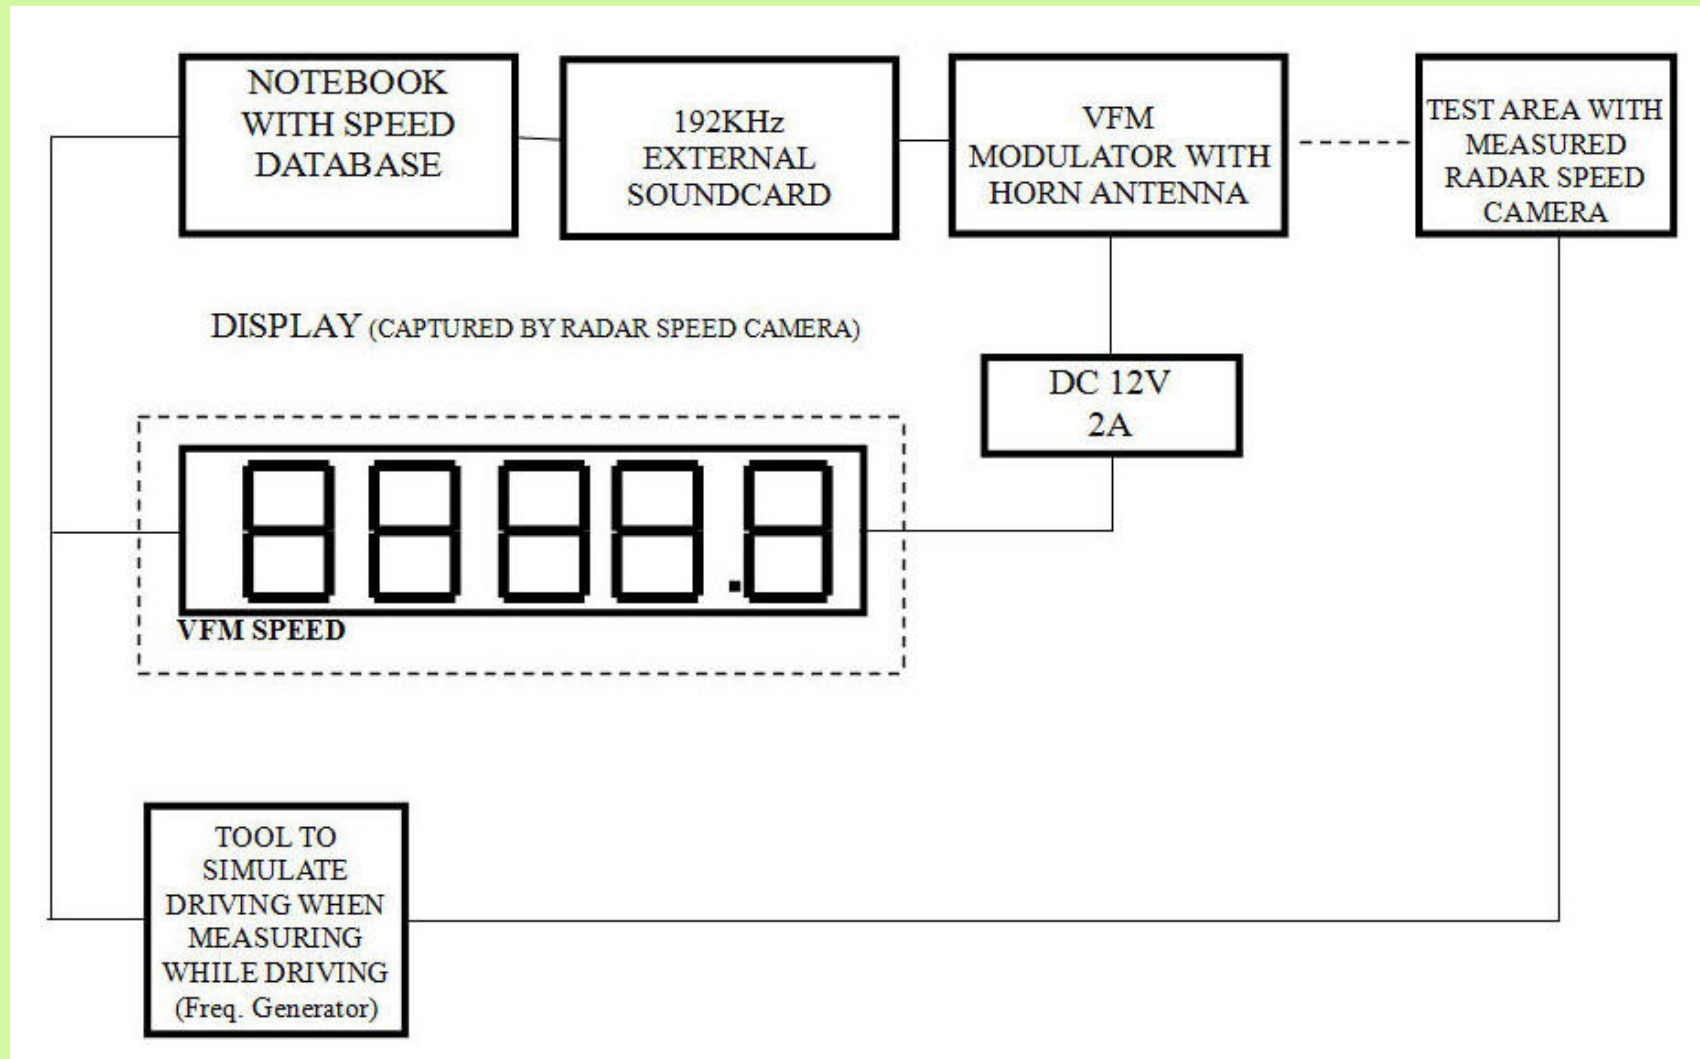 NOTEBOOK
WITH SPEED
DATABASE
192KHz
EXTERNAL
SOUNDCARD
VFM
MODULATOR WITH
HORN ANTENNA
TEST AREA WITH
MEASURED
RADAR SPEED
CAMERA
DISPLAY (CAPTURED BY RADAR SPEED CAMERA)
DC 12V
2A
8888.8
VFM SPEED
TOOL TO
SIMULATE
DRIVING WHEN
MEASURING
WHILE DRIVING
(Freq. Generator)